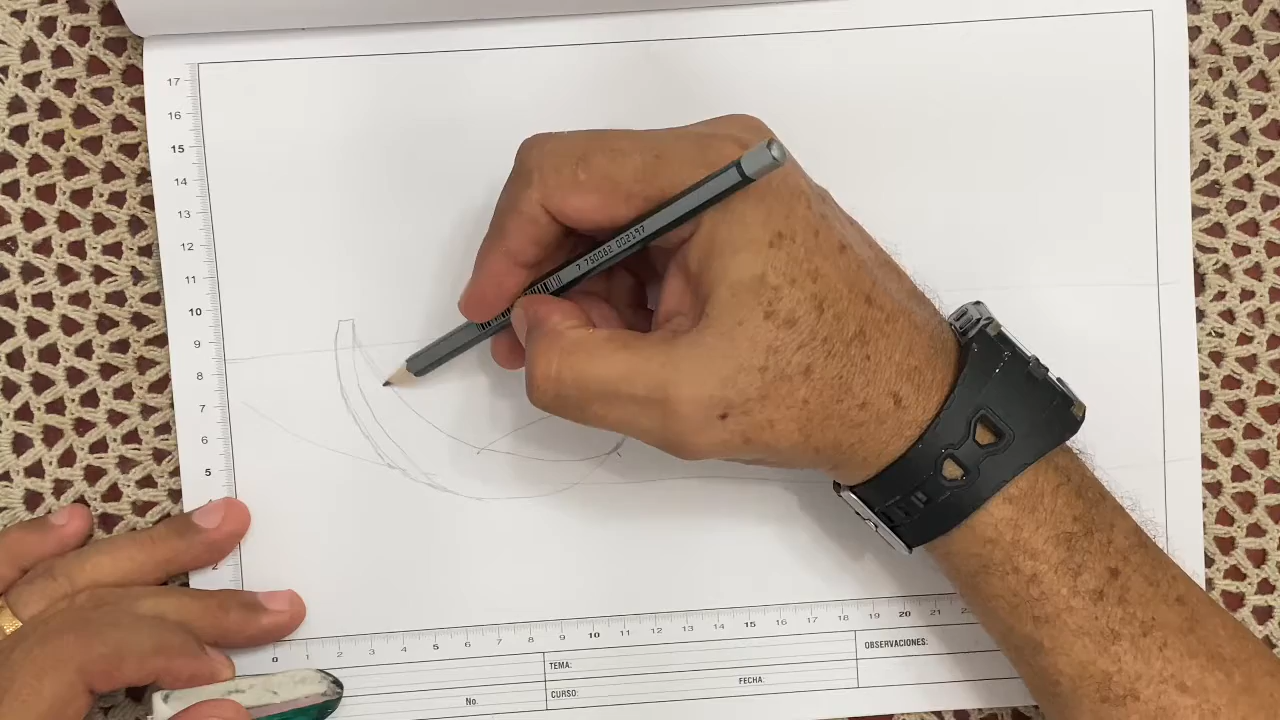 17
16
15
14
13
12
11
10
9
8
7
6
5
2
7 750082 002197
0 1 2 3 4 5 6 7 8 9 10 11 12 13 14 15 16 17 18 19 20 21 22
TEMA:
OBSERVACIONES:
No.
CURSO:
FECHA: